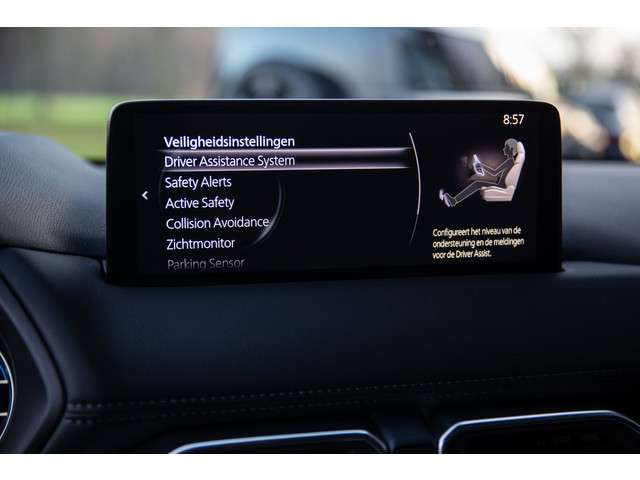 8:57
Veiligheidsinstellingen
Driver Assistance System
Safety Alerts
Active Safety
Collision Avoidance
Zichtmonitor
Parking Sensor
Configureert het niveau van de
ondersteuning en de meldingen
voor de Driver Assist.